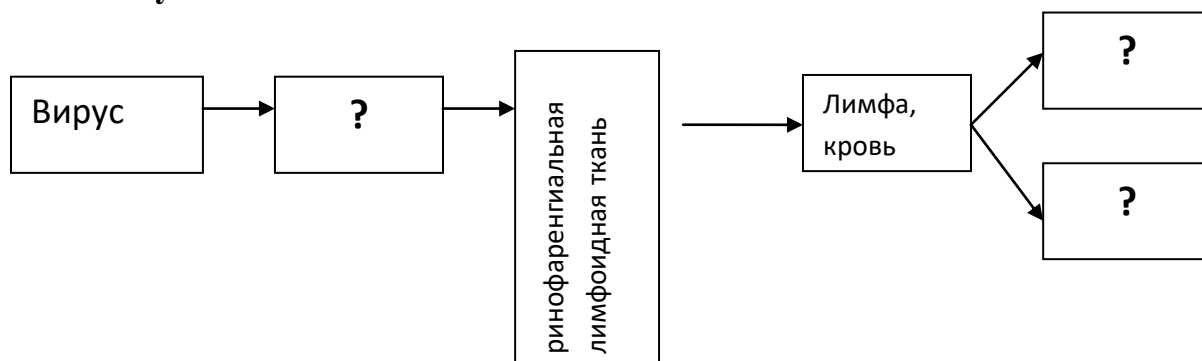 Вирус
?
ринофаренгиальная
лимфоидная ткань
Лимфа,
кровь
?
?